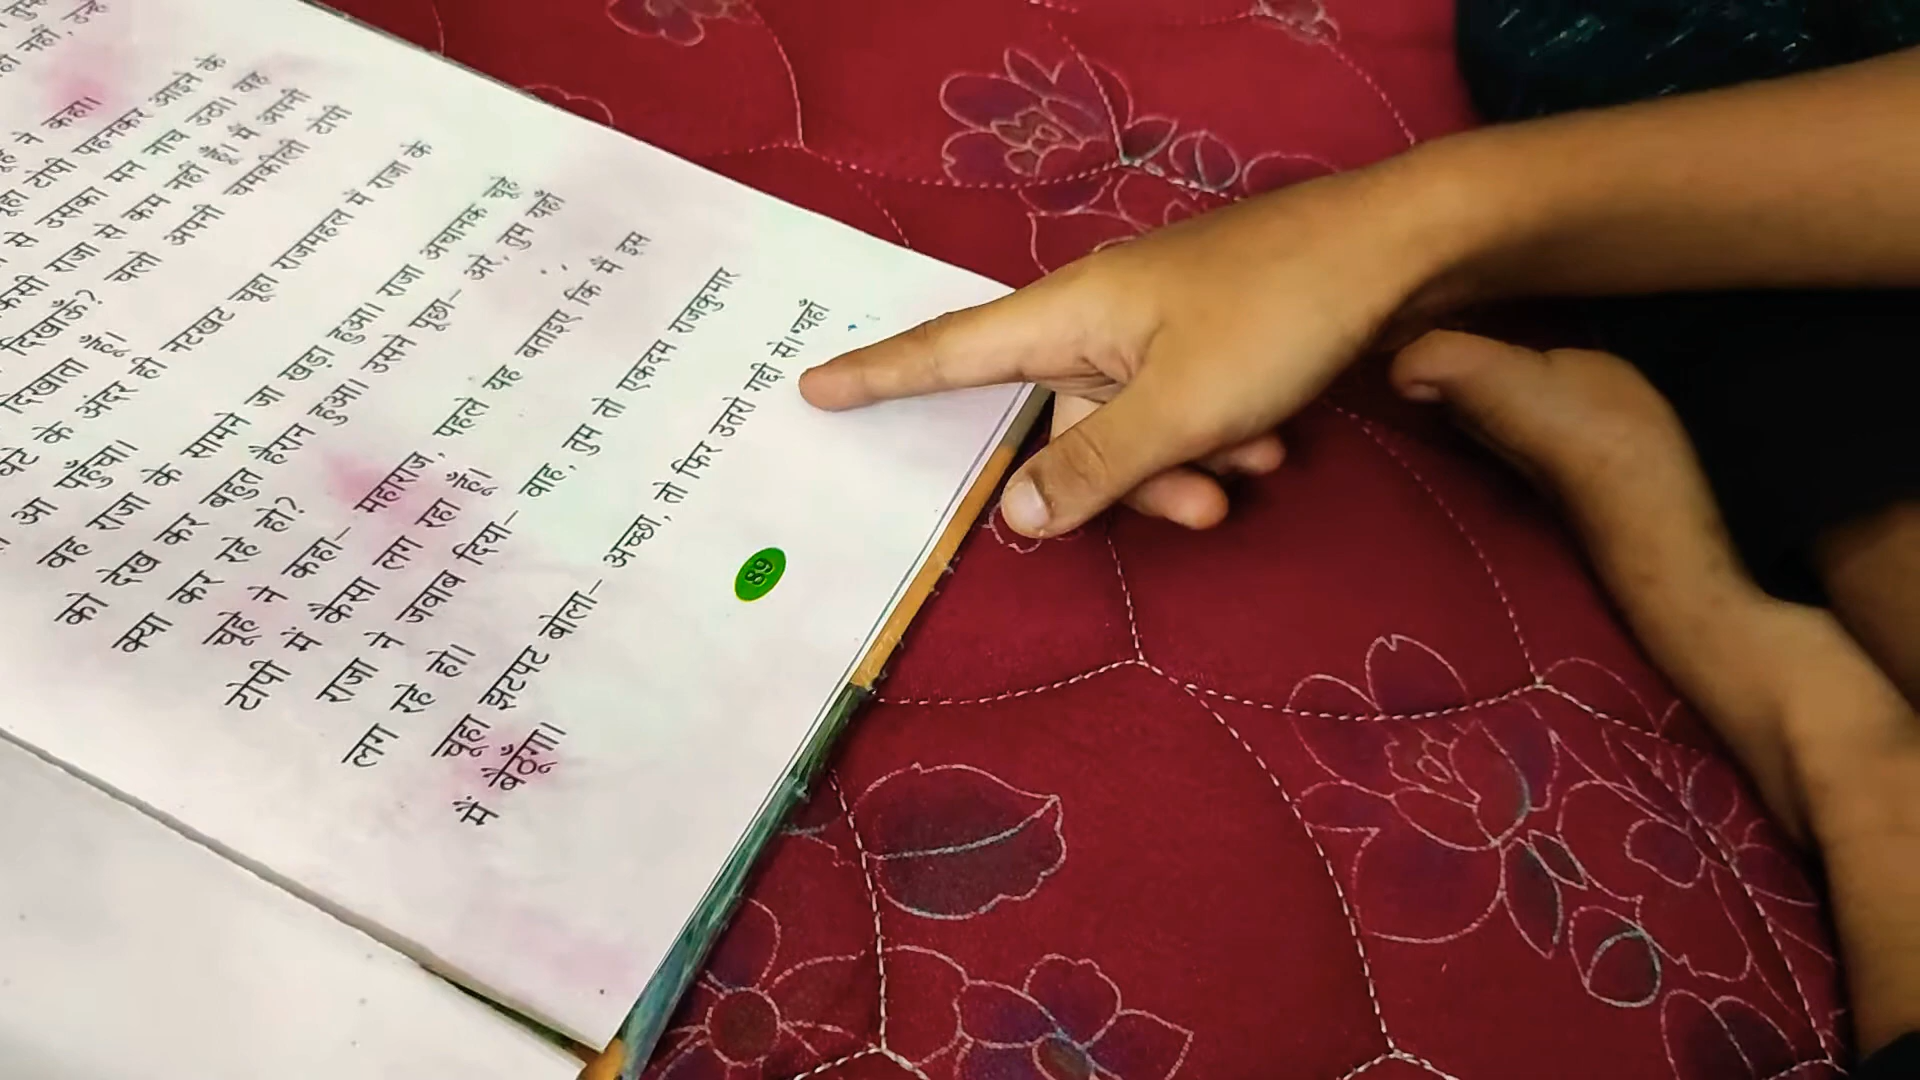 नहीं,
चूहे ने कहा।
चूहा टोपी पहनकर आइने के
से उसका मन नाच उठा। वह
किसी राजा से कम नहीं हूँ। मैं अपनी
दिखाऊँ? चलो अपनी चमकीली टोपी
दिखाता हूँ।
के अंदर ही नटखट चूहा राजमहल में राजा के
आ पहुँचा।
वह राजा के सामने जा खड़ा हुआ। राजा अचानक चूहे
को देख कर बहुत हैरान हुआ। उसने पूछा– अरे, तुम यहाँ
क्या कर रहे हो?
चूहे ने कहा– महाराज, पहले यह बताइए कि मैं इस
टोपी में कैसा लग रहा हूँ।
राजा ने जवाब दिया– वाह, तुम तो एकदम राजकुमार
लग रहे हो।
चूहा झटपट बोला– अच्छा, तो फिर उतरो गद्दी से। यहाँ
मैं बैठूँगा।
89